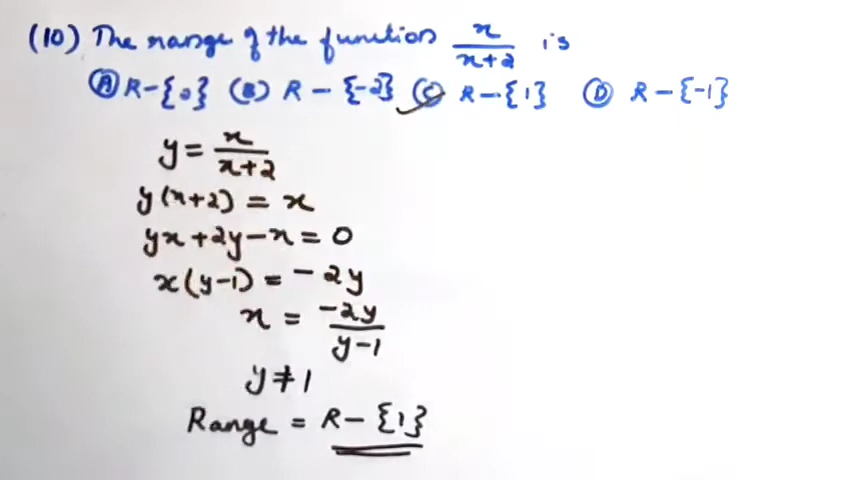 (10) The range of the function x/(x+2) is
(A) R-{0} (B) R-{-2} (C) R-{1} (D) R-{-1}
y = x/(x+2)
y(x+2) = x
yx+2y-x = 0
x(y-1) = -2y
x = -2y/(y-1)
y≠1
Range = R-{1}